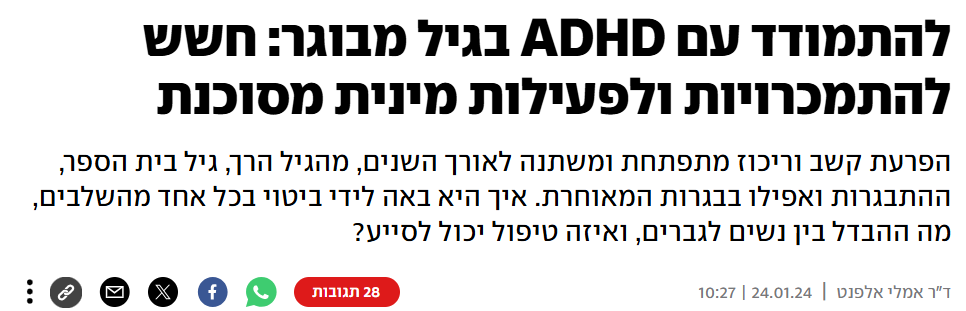 להתמודד עם ADHD בגיל מבוגר: חשש
להתמכרויות ולפעילות מינית מסוכנת
הפרעת קשב וריכוז מתפתחת ומשתנה לאורך השנים, מהגיל הרך, גיל בית הספר,
ההתבגרות ואפילו בבגרות המאוחרת. איך היא באה לידי ביטוי בכל אחד מהשלבים,
מה ההבדל בין נשים לגברים, ואיזה טיפול יכול לסייע?
ד"ר אמלי אלפנט | 24.01.24 | 10:27
28 תגובות